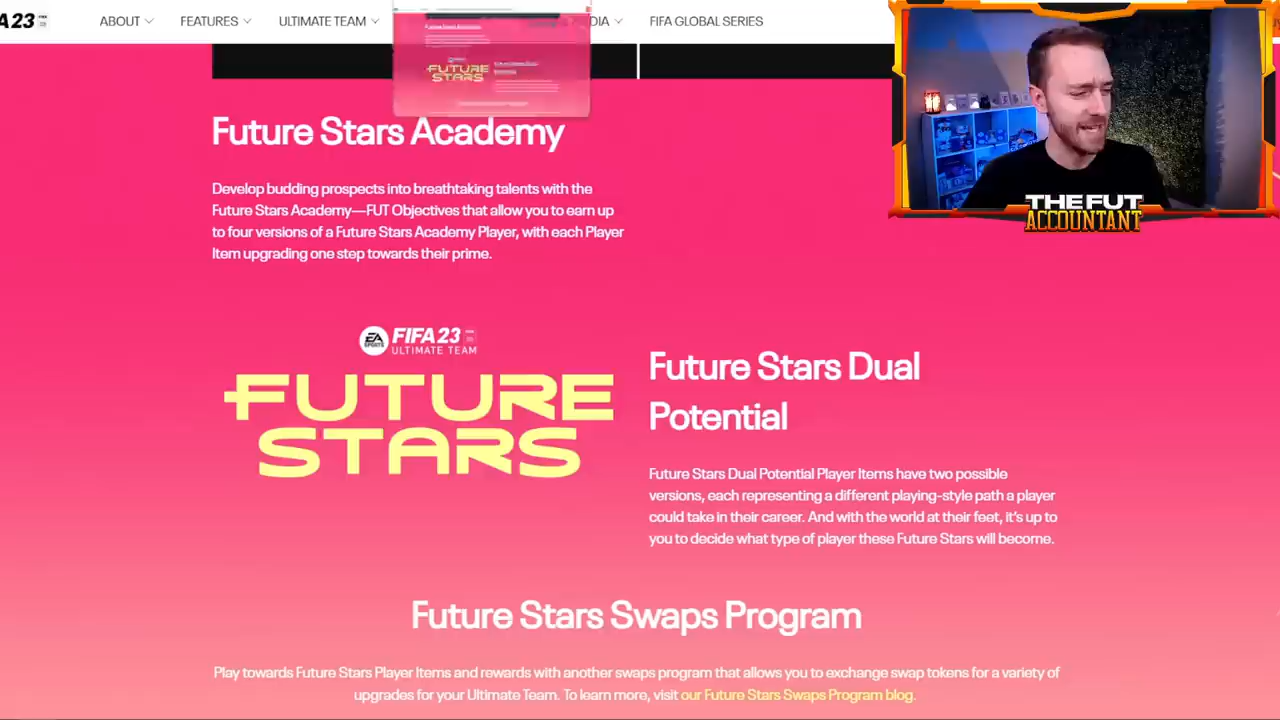 A 23
ABOUT
FEATURES
ULTIMATE TEAM
DIA
FIFA GLOBAL SERIES
FUTURE
STARS
THE FUT
ACCOUNTANT
Future Stars Academy
Develop budding prospects into breathtaking talents with the
Future Stars Academy—FUT Objectives that allow you to earn up
to four versions of a Future Stars Academy Player, with each Player
Item upgrading one step towards their prime.
EA
SPORTS
FIFA 23
ULTIMATE TEAM
FUTURE
STARS
Future Stars Dual
Potential
Future Stars Dual Potential Player Items have two possible
versions, each representing a different playing-style path a player
could take in their career. And with the world at their feet, it's up to
you to decide what type of player these Future Stars will become.
Future Stars Swaps Program
Play towards Future Stars Player Items and rewards with another swaps program that allows you to exchange swap tokens for a variety of
upgrades for your Ultimate Team. To learn more, visit our Future Stars Swaps Program blog.